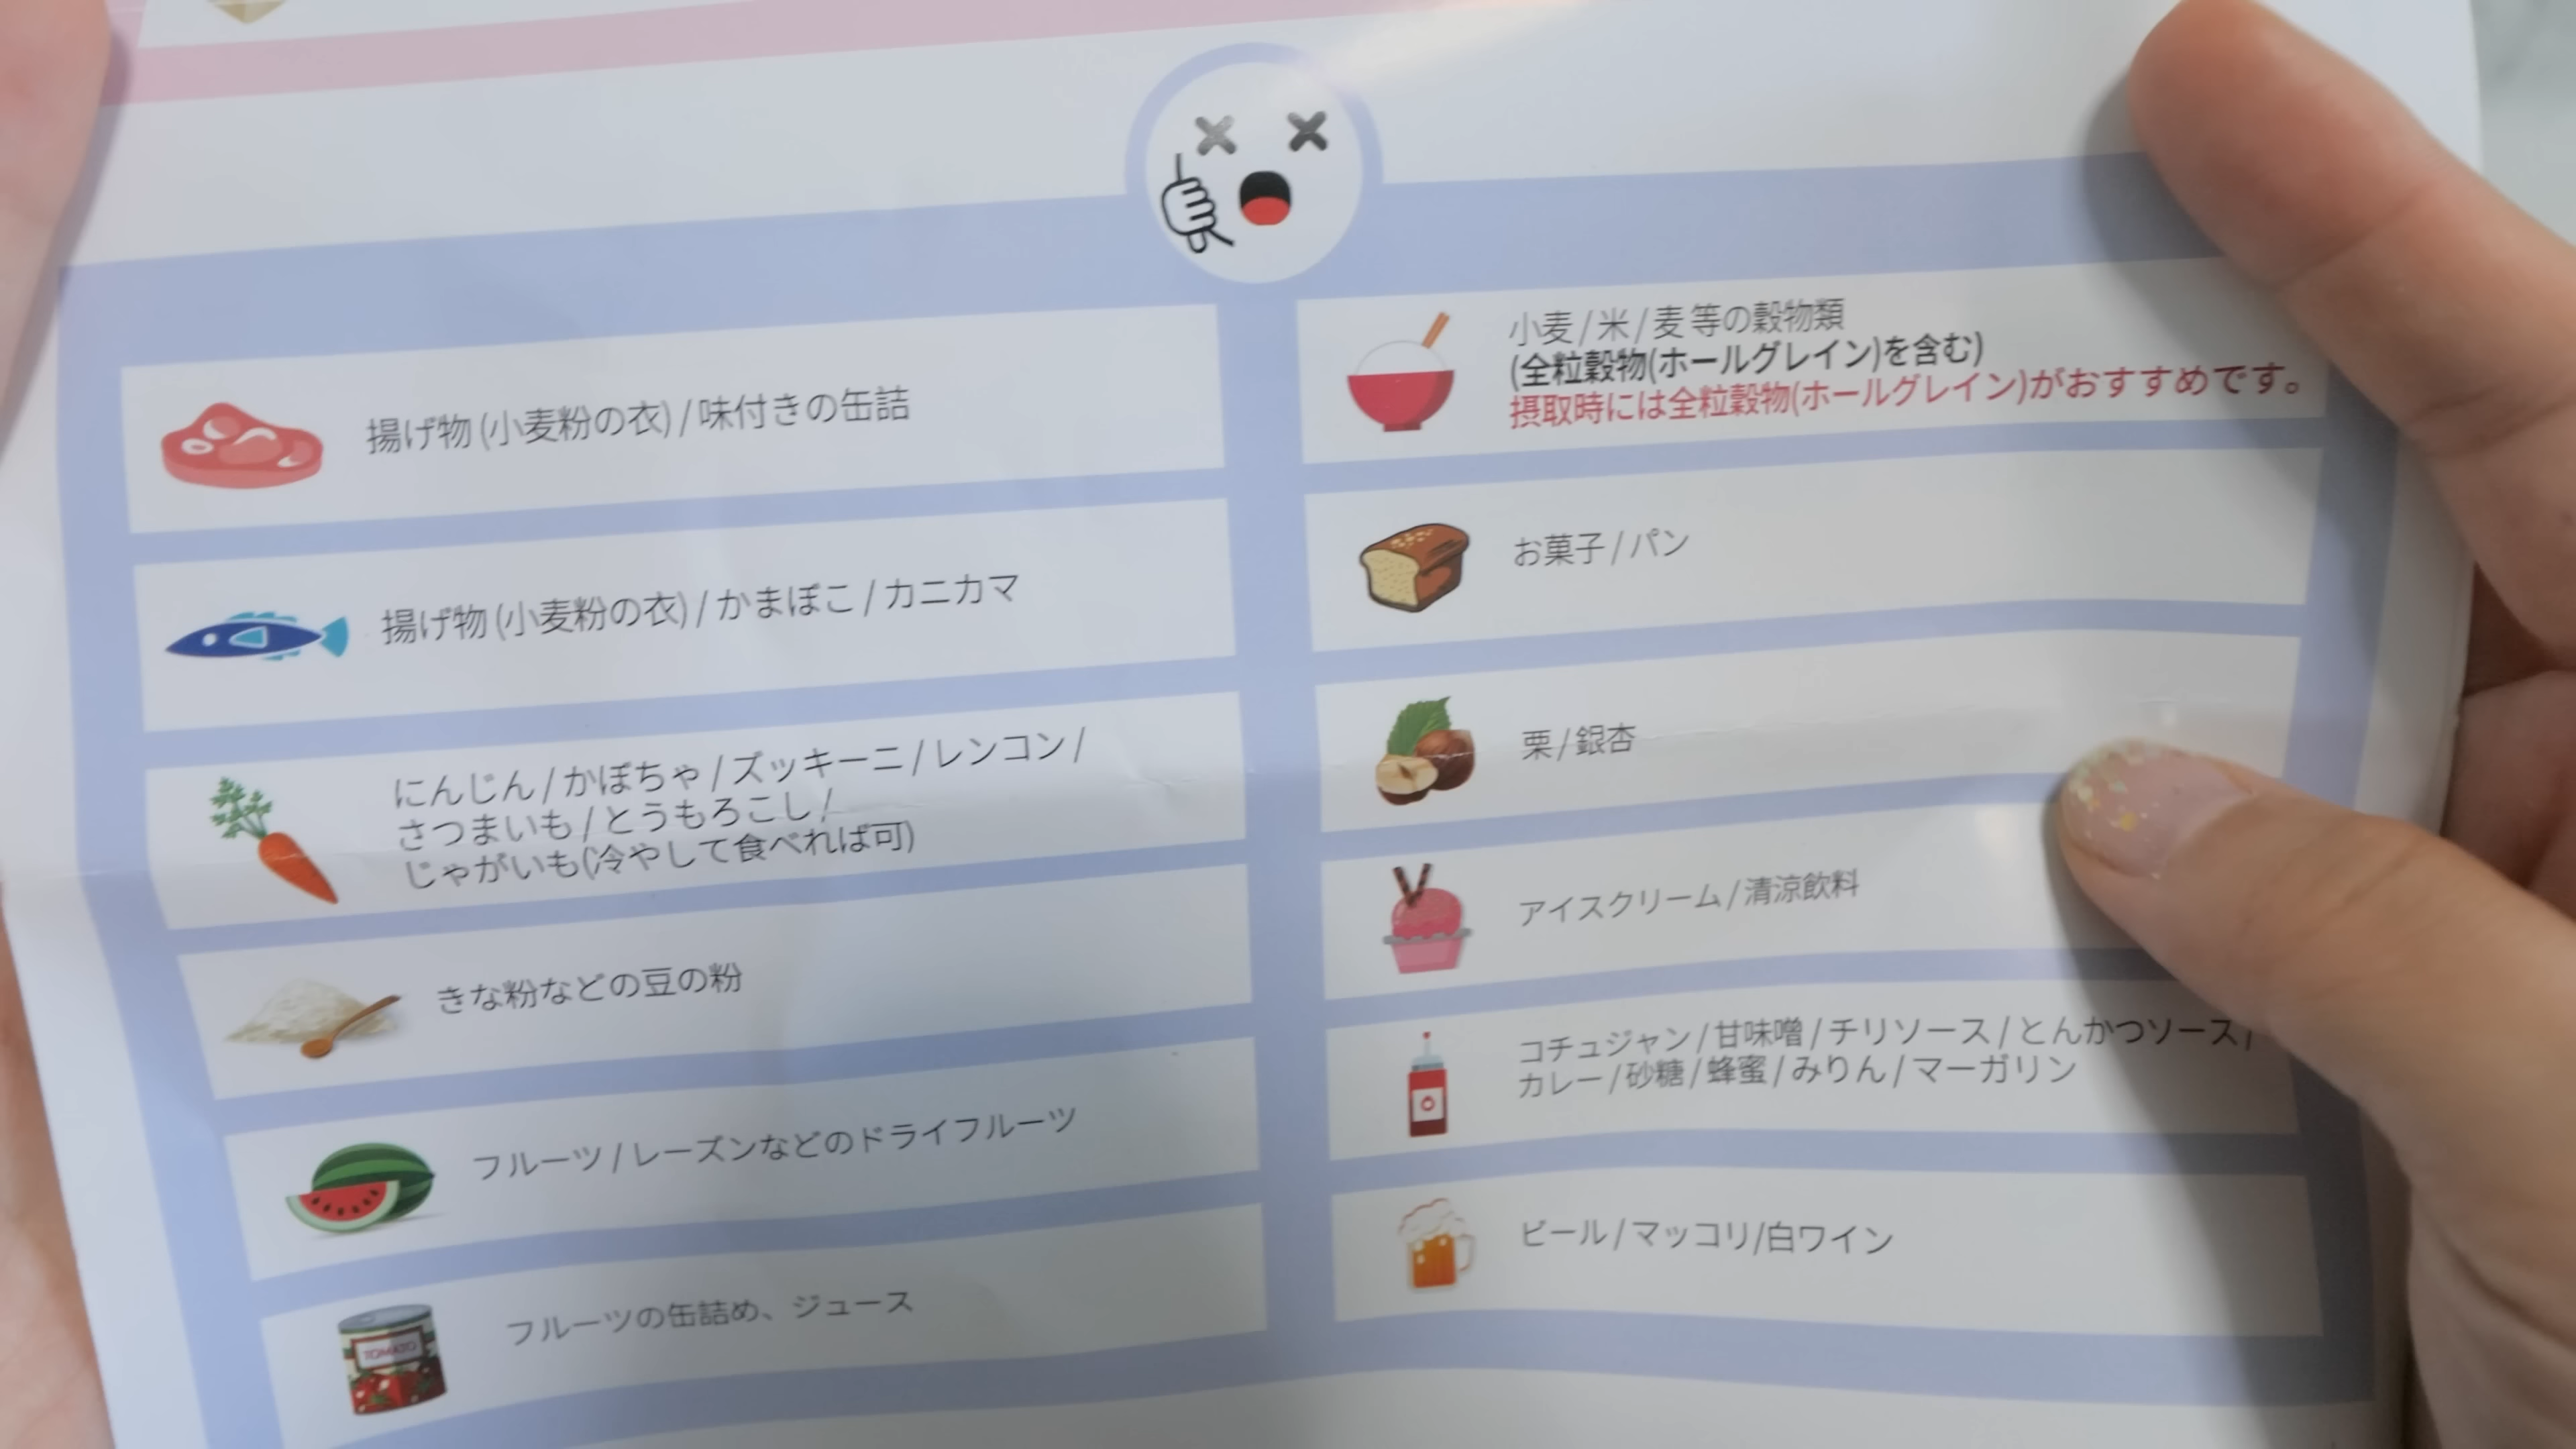 揚げ物 (小麦粉の衣) / 味付きの缶詰
揚げ物 (小麦粉の衣) / かまぼこ / カニカマ
にんじん / かぼちゃ / ズッキーニ / レンコン /
さつまいも / とうもろこし /
じゃがいも(冷やして食べれば可)
きな粉などの豆の粉
フルーツ / レーズンなどのドライフルーツ
TOMATO
フルーツの缶詰め、ジュース
小麦 / 米 / 麦 等の穀物類
(全粒穀物(ホールグレイン)を含む)
摂取時には全粒穀物(ホールグレイン)がおすすめです。
お菓子 / パン
栗 / 銀杏
アイスクリーム / 清涼飲料
コチュジャン / 甘味噌 / チリソース / とんかつソース /
カレー / 砂糖 / 蜂蜜 / みりん / マーガリン
ビール / マッコリ/白ワイン